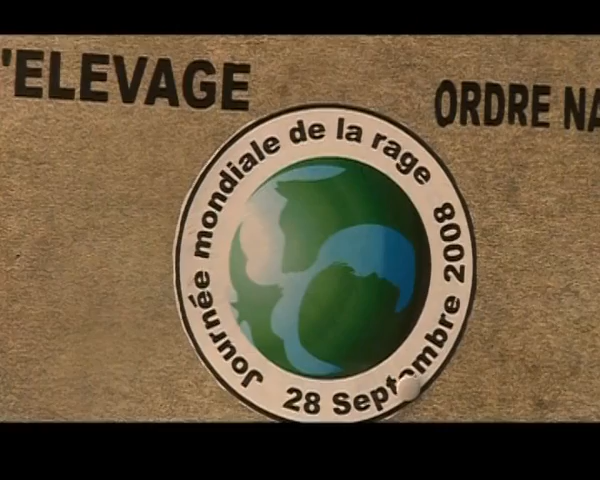 'ELEVAGE
ORDRE NA
Journée mondiale de la rage
28 Septembre 2008